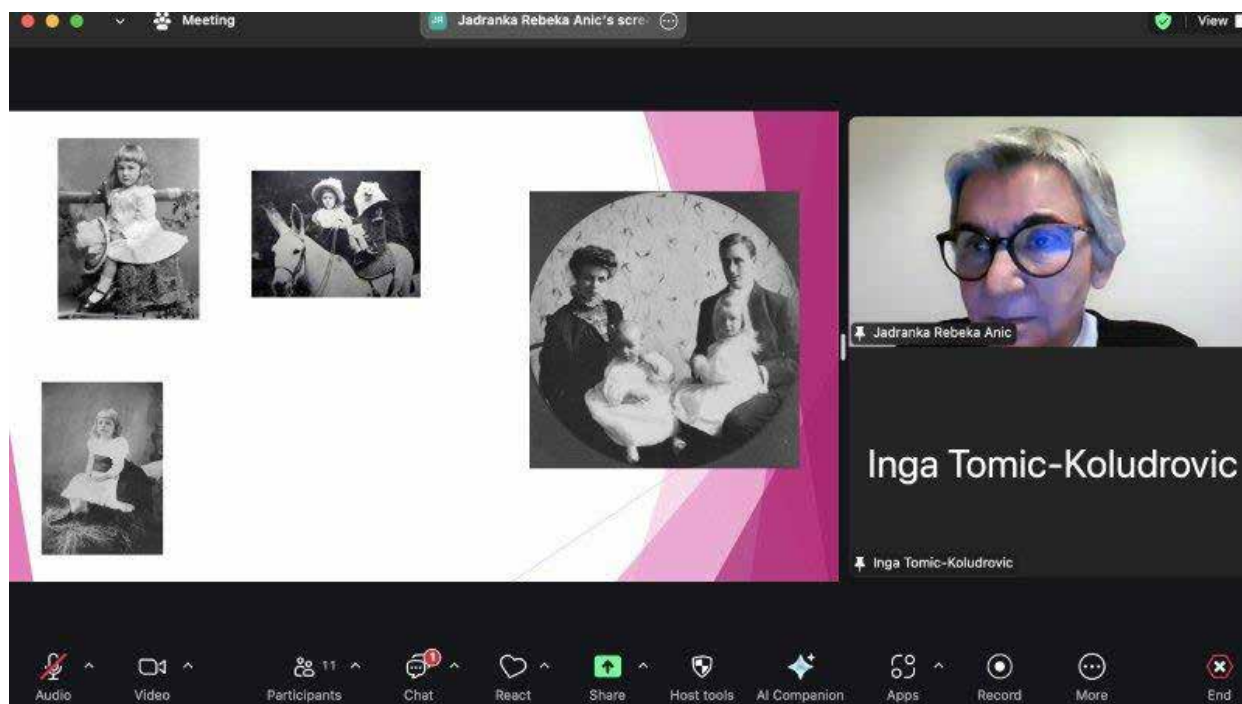 Meeting
JR Jadranka Rebeka Anic's scre
View
Jadranka Rebeka Anic
Inga Tomic-Koludrovic
Inga Tomic-Koludrovic
11
1
Audio
Video
Participants
Chat
React
Share
Host tools
AI Companion
Apps
Record
More
End